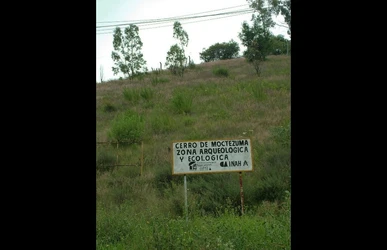 CERRO DE MOCTEZUMA
ZONA ARQUEOLOGICA
Y ECOLOGICA
INAH